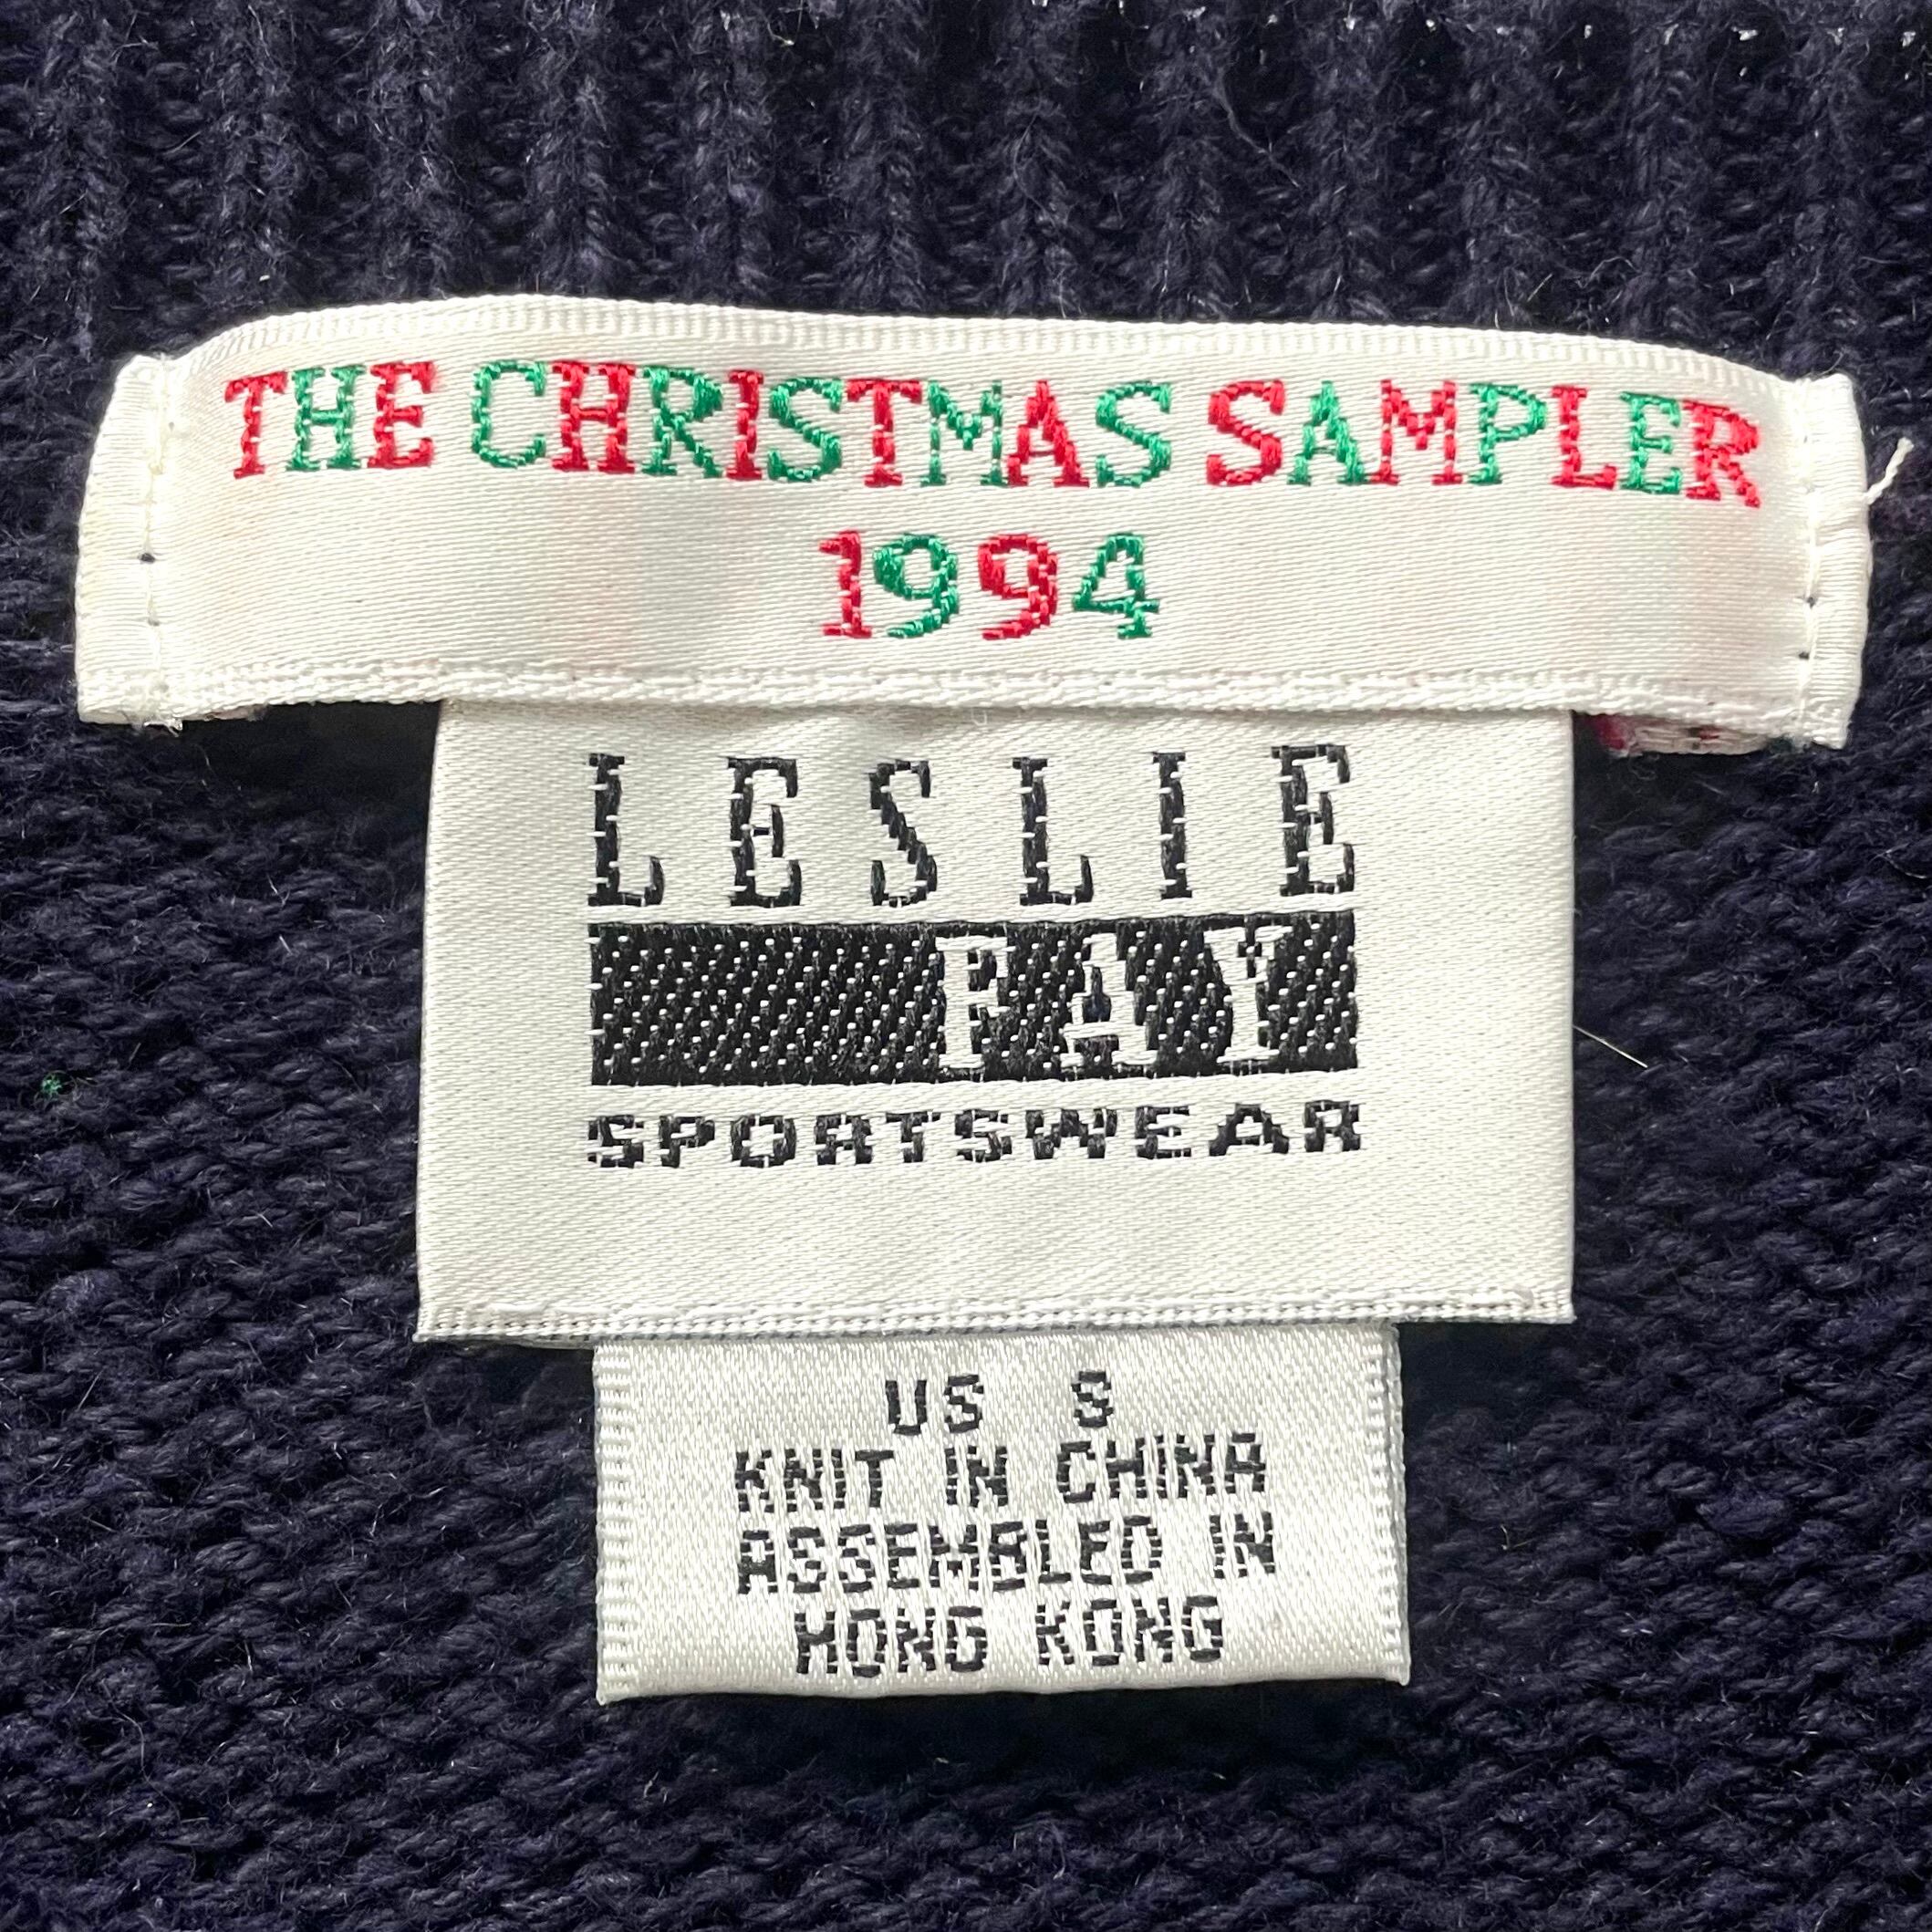 THE CHRISTMAS SAMPLER
1994
LESLIE
FAY
SPORTSWEAR
US S
KNIT IN CHINA
ASSEMBLED IN
HONG KONG